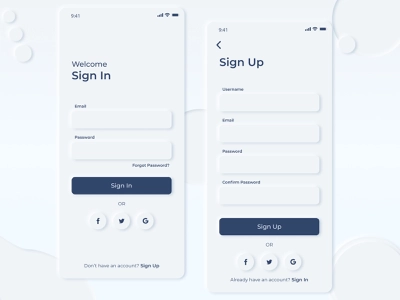 9:41
Welcome
Sign In
Email
Password
Forgot Password?
Sign In
OR
f
G
Don't have an account? Sign Up
9:41
Sign Up
Username
Email
Password
Confirm Password
Sign Up
OR
f
G
Already have an account? Sign In